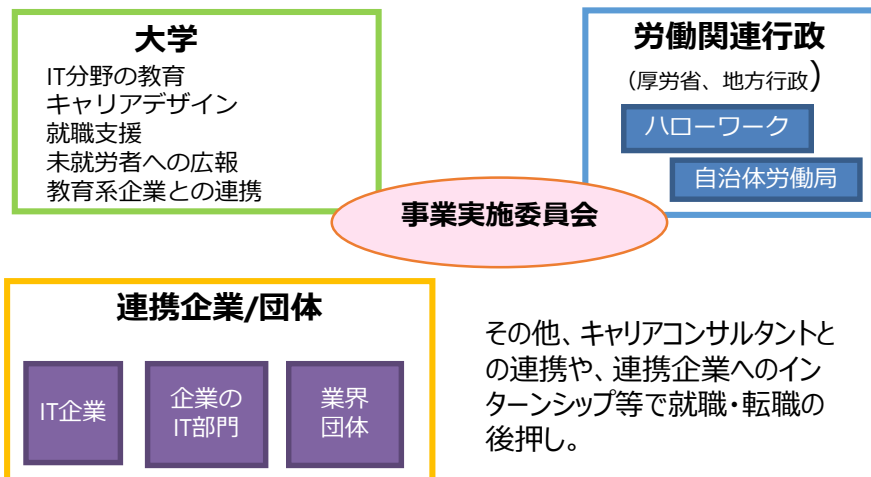 大学
IT分野の教育
キャリアデザイン
就職支援
未就労者への広報
教育系企業との連携
労働関連行政
(厚労省、地方行政)
ハローワーク
自治体労働局
事業実施委員会
連携企業/団体
IT企業
企業の
IT部門
業界
団体
その他、キャリアコンサルタントと
の連携や、連携企業へのイン
ターンシップ等で就職・転職の
後押し。